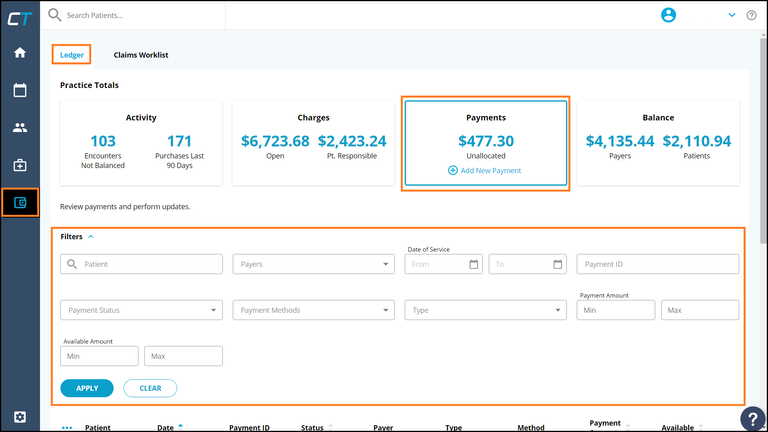 CT
Search Patients...
?
Ledger
Claims Worklist
Practice Totals
Activity
103
171
Encounters
Not Balanced
Purchases Last
90 Days
Charges
$6,723.68
$2,423.24
Open
Pt. Responsible
Payments
$477.30
Unallocated
Add New Payment
Balance
$4,135.44
$2,110.94
Payers
Patients
Review payments and perform updates.
Filters
Patient
Payers
Date of Service
From
To
Payment ID
Payment Status
Payment Methods
Type
Payment Amount
Min
Max
Available Amount
Min
Max
APPLY
CLEAR
?
Patient
Date
Payment ID
Status
Payer
Type
Method
Payment
Available